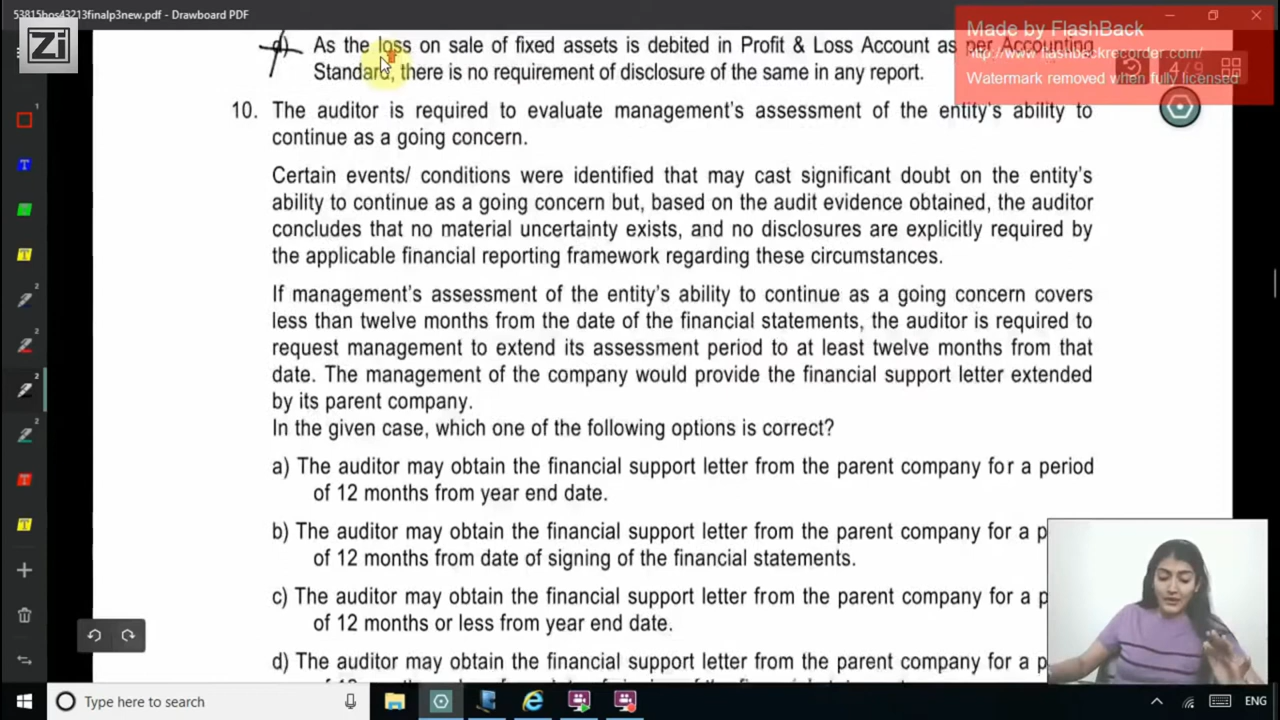 53815bos43213finalp3new.pdf - Drawboard PDF
Zi
Made by FlashBack
http://www.flashbackrecorder.com/
Watermark removed when fully licensed
4 / 9
As the loss on sale of fixed assets is debited in Profit & Loss Account as per Accounting
Standard, there is no requirement of disclosure of the same in any report.
10. The auditor is required to evaluate management's assessment of the entity's ability to
continue as a going concern.
Certain events/ conditions were identified that may cast significant doubt on the entity's
ability to continue as a going concern but, based on the audit evidence obtained, the auditor
concludes that no material uncertainty exists, and no disclosures are explicitly required by
the applicable financial reporting framework regarding these circumstances.
If management's assessment of the entity's ability to continue as a going concern covers
less than twelve months from the date of the financial statements, the auditor is required to
request management to extend its assessment period to at least twelve months from that
date. The management of the company would provide the financial support letter extended
by its parent company.
In the given case, which one of the following options is correct?
a) The auditor may obtain the financial support letter from the parent company for a period
of 12 months from year end date.
b) The auditor may obtain the financial support letter from the parent company for a p
of 12 months from date of signing of the financial statements.
c) The auditor may obtain the financial support letter from the parent company for a p
of 12 months or less from year end date.
d) The auditor may obtain the financial support letter from the parent company for a p
Type here to search
ENG